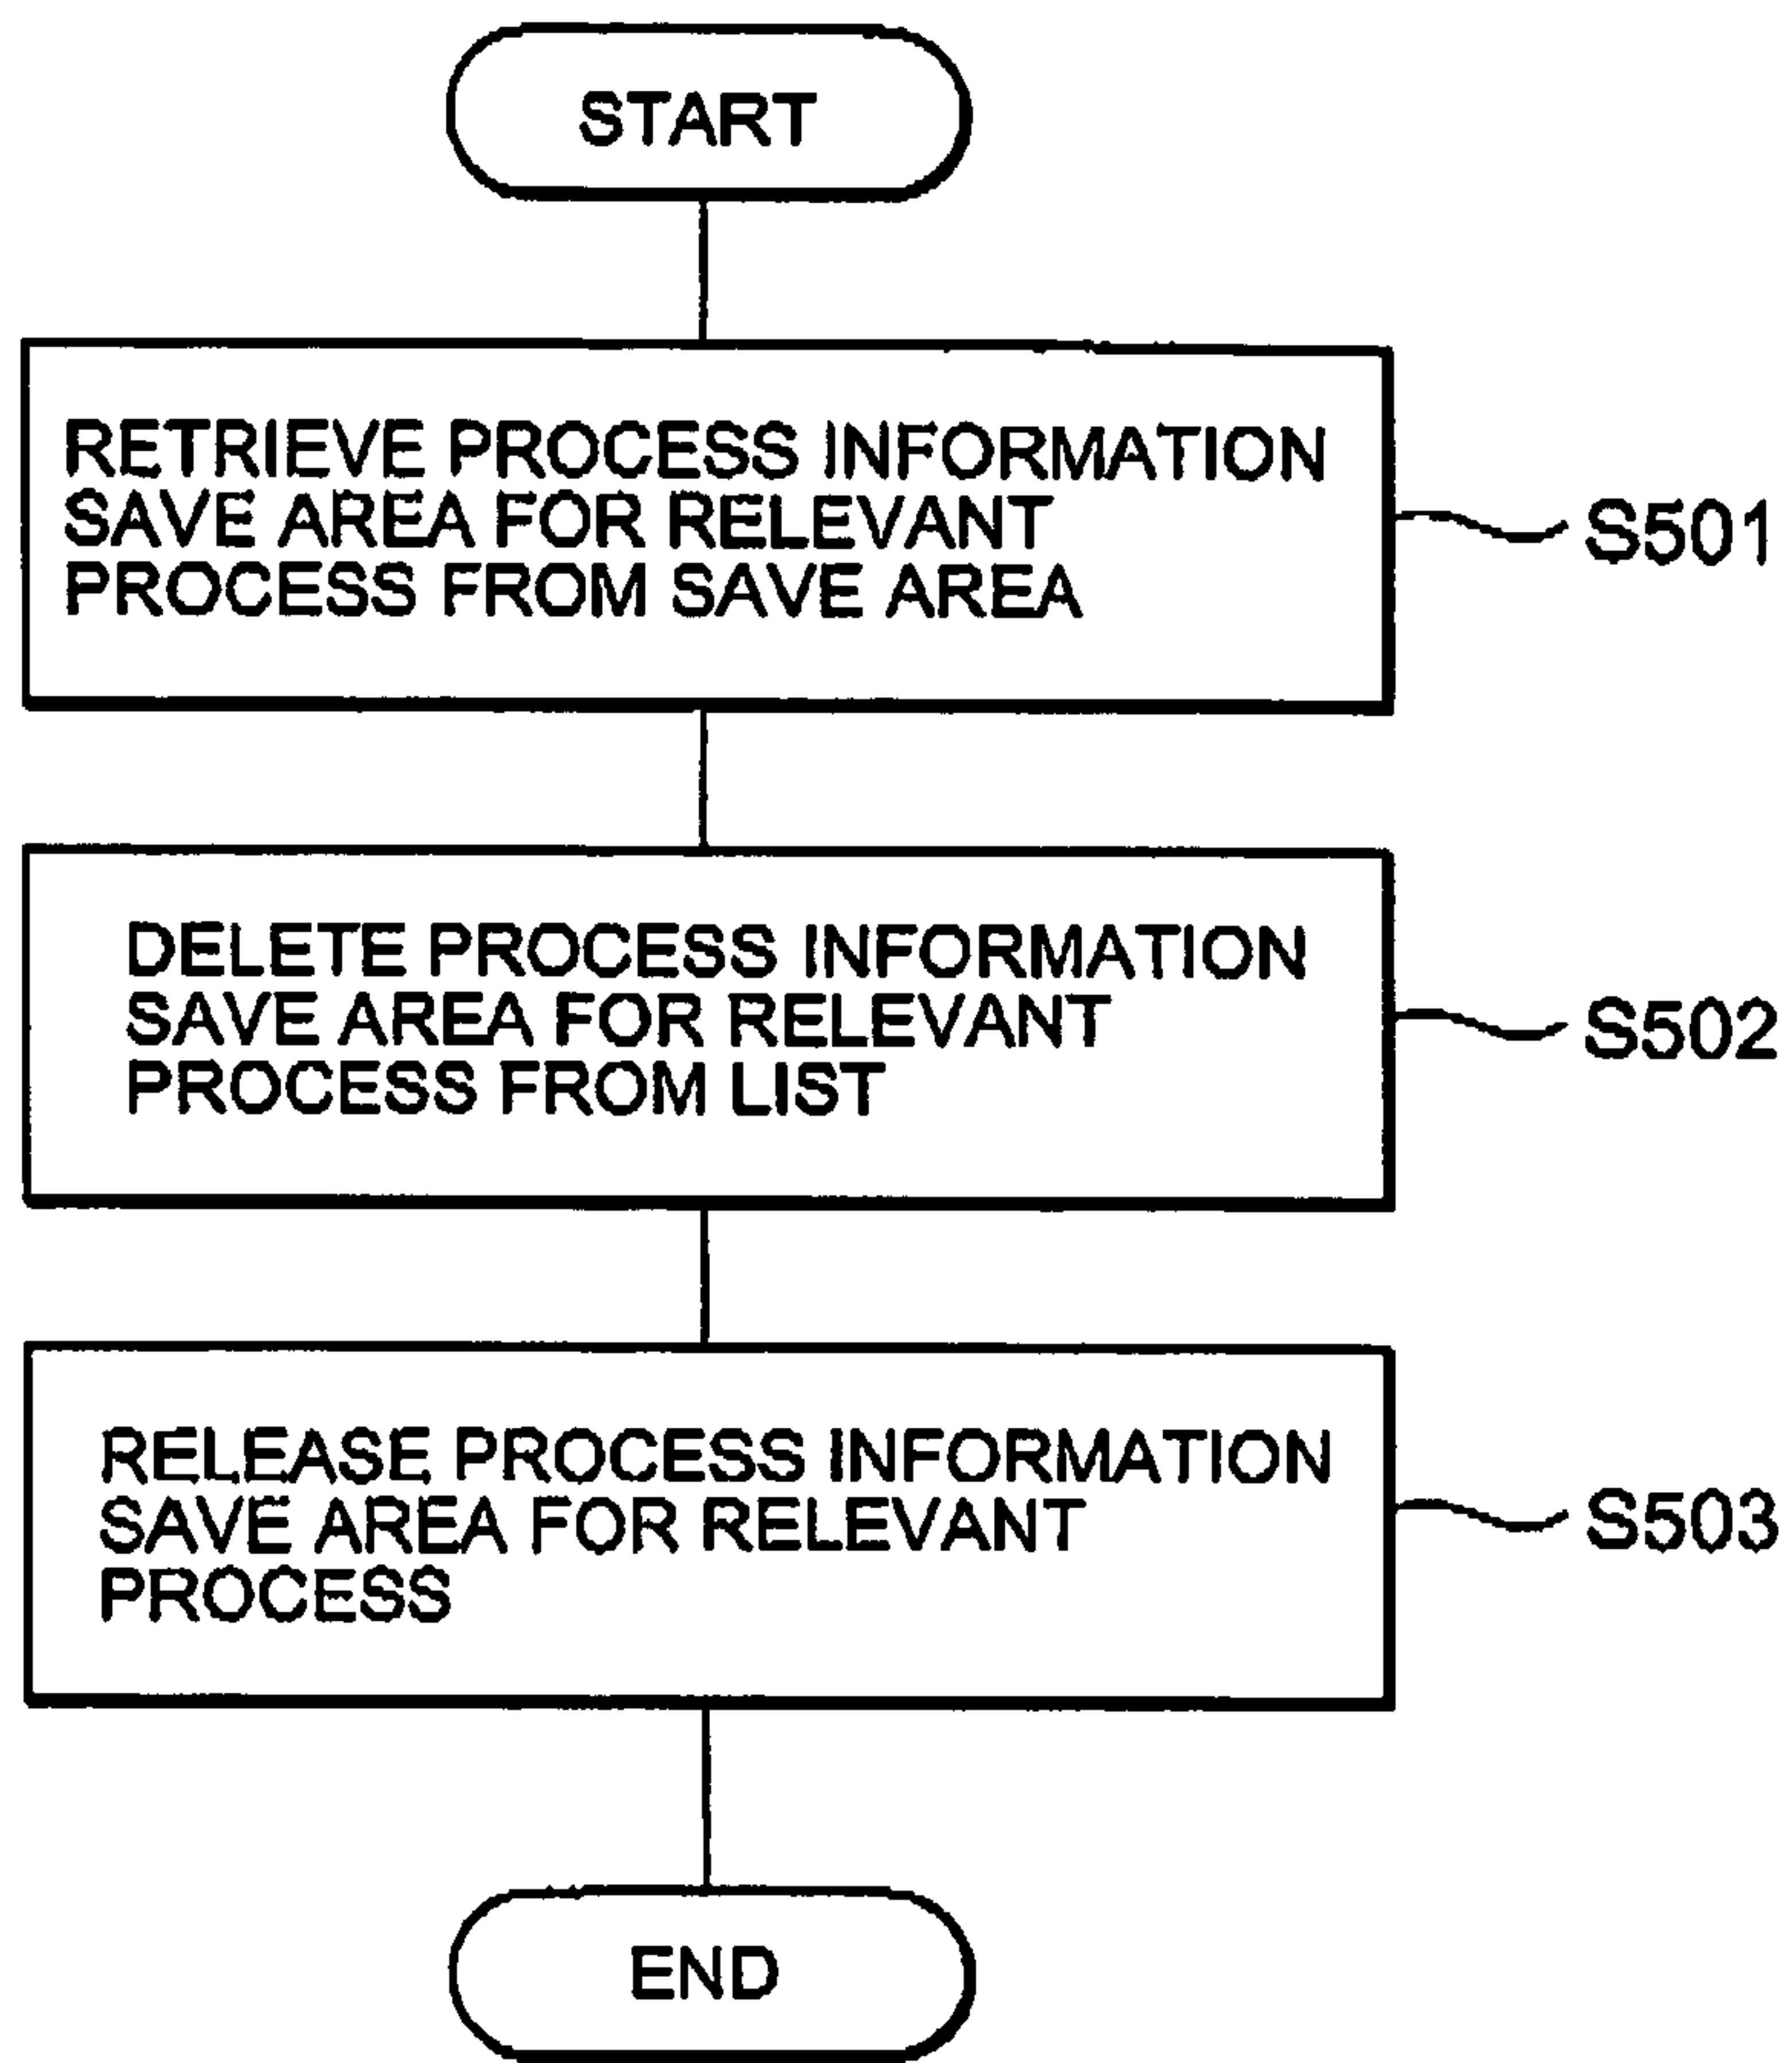 START
RETRIEVE PROCESS INFORMATION
SAVE AREA FOR RELEVANT
PROCESS FROM SAVE AREA
S501
DELETE PROCESS INFORMATION
SAVE AREA FOR RELEVANT
PROCESS FROM LIST
S502
RELEASE PROCESS INFORMATION
SAVE AREA FOR RELEVANT
PROCESS
S503
END